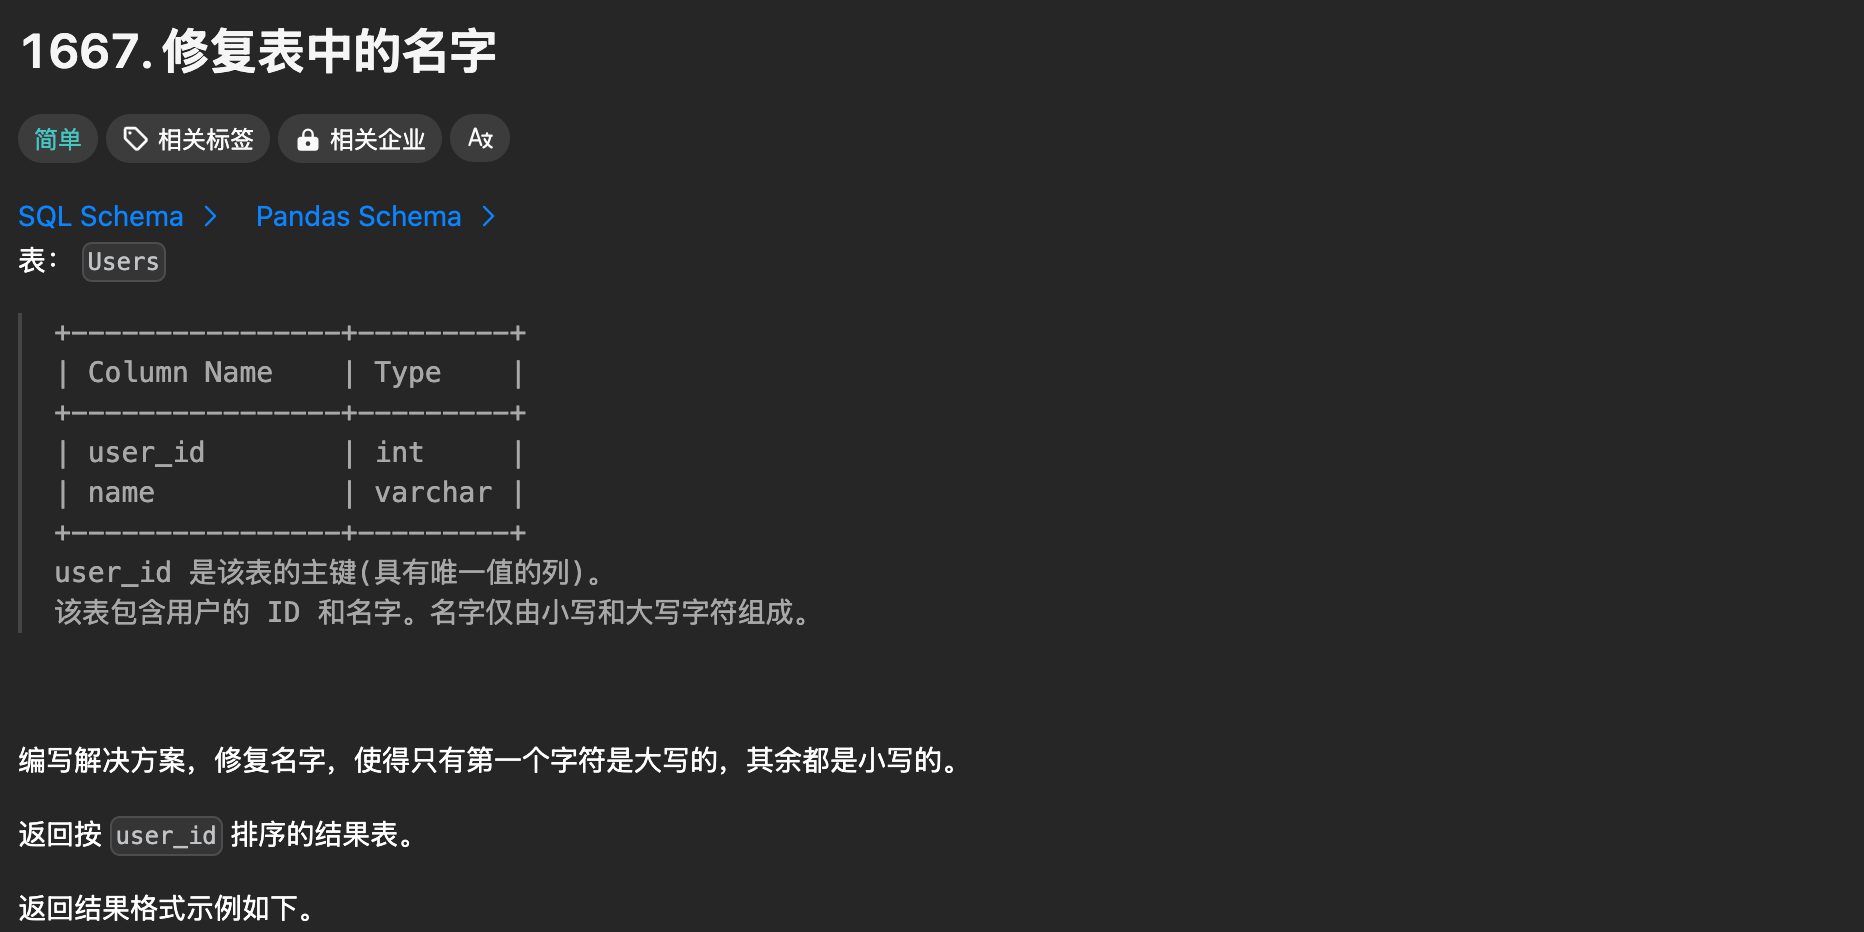 1667. 修复表中的名字
简单 相关标签 相关企业 A文
SQL Schema > Pandas Schema >
表： Users
+----------------+---------+
| Column Name    | Type    |
+----------------+---------+
| user_id        | int     |
| name           | varchar |
+----------------+---------+
user_id 是该表的主键(具有唯一值的列)。
该表包含用户的 ID 和名字。名字仅由小写和大写字符组成。
编写解决方案，修复名字，使得只有第一个字符是大写的，其余都是小写的。
返回按 user_id 排序的结果表。
返回结果格式示例如下。